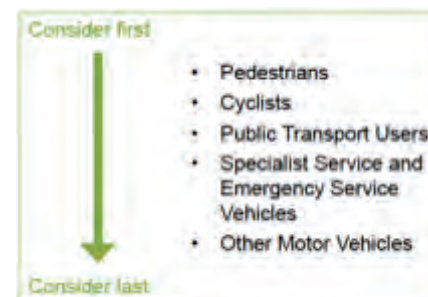 Consider first
• Pedestrians
• Cyclists
• Public Transport Users
• Specialist Service and
Emergency Service
Vehicles
• Other Motor Vehicles
Consider last